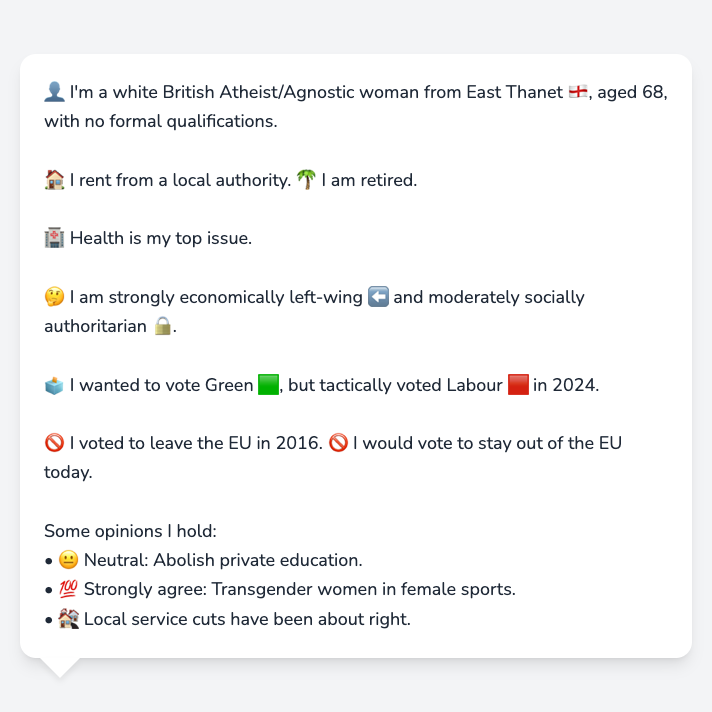 👤 I'm a white British Atheist/Agnostic woman from East Thanet 🏴󠁧󠁢󠁥󠁮󠁧󠁿, aged 68,
with no formal qualifications.
🏠 I rent from a local authority. 🌴 I am retired.
🏥 Health is my top issue.
🤔 I am strongly economically left-wing ⬅️ and moderately socially
authoritarian 🔒.
🗳️ I wanted to vote Green 🟩, but tactically voted Labour 🟥 in 2024.
🚫 I voted to leave the EU in 2016. 🚫 I would vote to stay out of the EU
today.
Some opinions I hold:
• 😐 Neutral: Abolish private education.
• 💯 Strongly agree: Transgender women in female sports.
• 🏚️ Local service cuts have been about right.